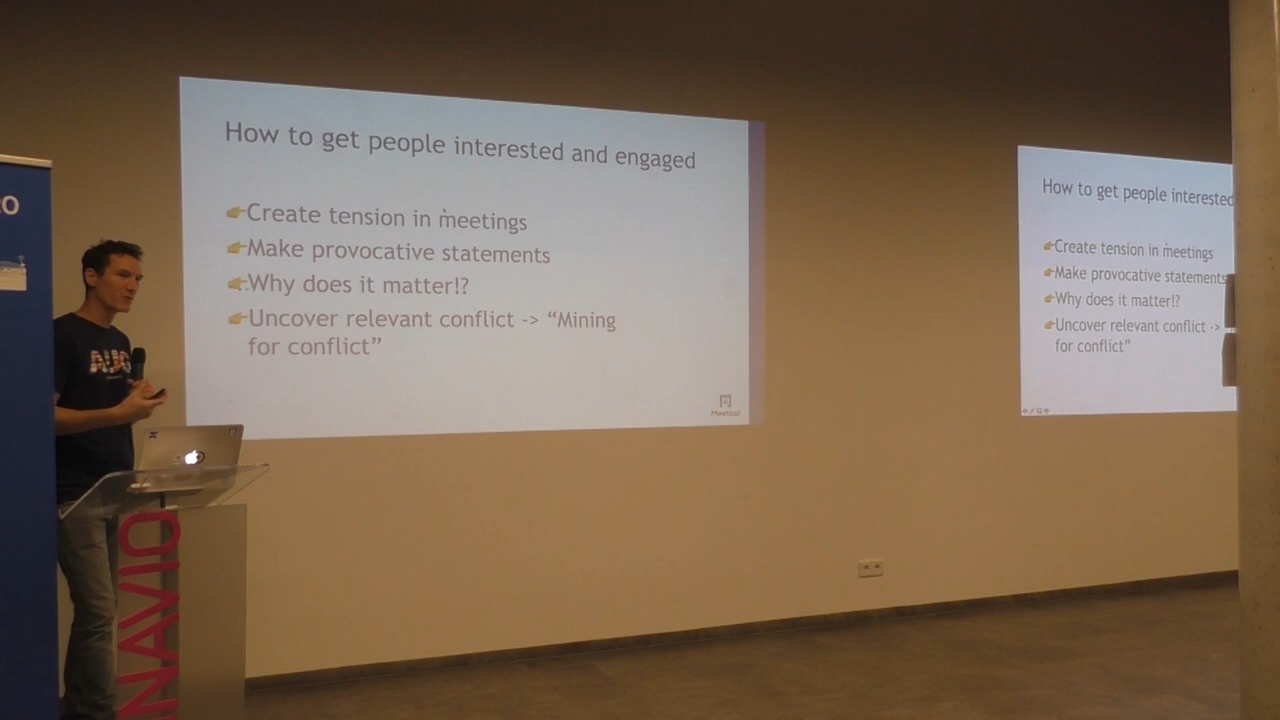 How to get people interested and engaged
Create tension in meetings
Make provocative statements
Why does it matter!?
Uncover relevant conflict -> “Mining
for conflict”
Meetical
How to get people interested
Create tension in meetings
Make provocative statements
Why does it matter!?
Uncover relevant conflict ->
for conflict”
AUG
NAVIO